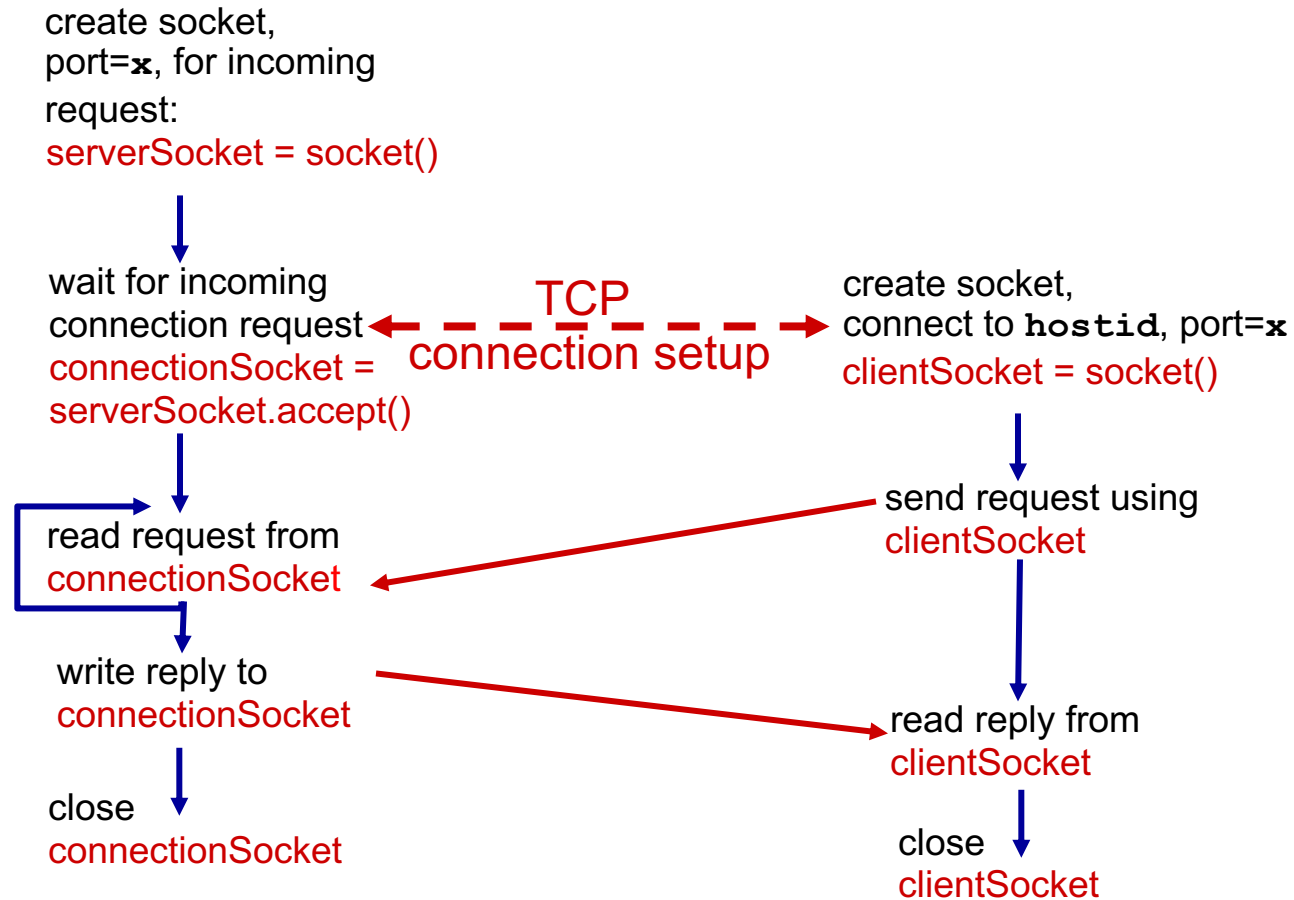 create socket,
port=x, for incoming
request:
serverSocket = socket()
wait for incoming
connection request
connectionSocket =
serverSocket.accept()
TCP
connection setup
create socket,
connect to hostid, port=x
clientSocket = socket()
read request from
connectionSocket
send request using
clientSocket
write reply to
connectionSocket
read reply from
clientSocket
close
connectionSocket
close
clientSocket